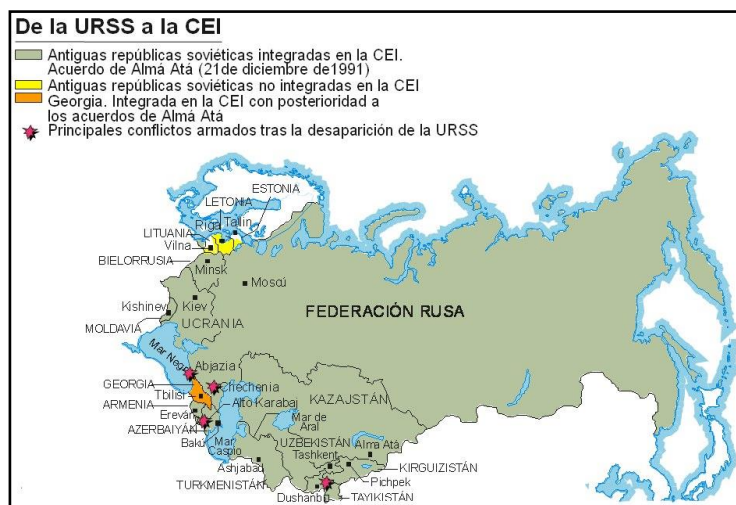 De la URSS a la CEI
Antiguas repúblicas soviéticas integradas en la CEI.
Acuerdo de Almá Atá (21de diciembre de1991)
Antiguas repúblicas soviéticas no integradas en la CEI
Georgia. Integrada en la CEI con posterioridad a
los acuerdos de Almá Atá
Principales conflictos armados tras la desaparición de la URSS
ESTONIA
LETONIA
Riga
Tallin
LITUANIA
Vilna
BIELORRUSIA
Minsk
Moscú
FEDERACIÓN RUSA
Kishinev
Kiev
UCRANIA
MOLDAVIA
Mar Negro
Abjazia
GEORGIA
Chechenia
Tbilisi
KAZAJSTÁN
ARMENIA
Alto Karabaj
Ereván
Mar de
Aral
AZERBAIYÁN
Bakú
Mar
Caspio
UZBEKISTÁN
Alma Atá
Tashkent
Ashjabad
KIRGUIZISTÁN
Pichpek
TURKMENISTÁN
Dushanbé
TAYIKISTÁN